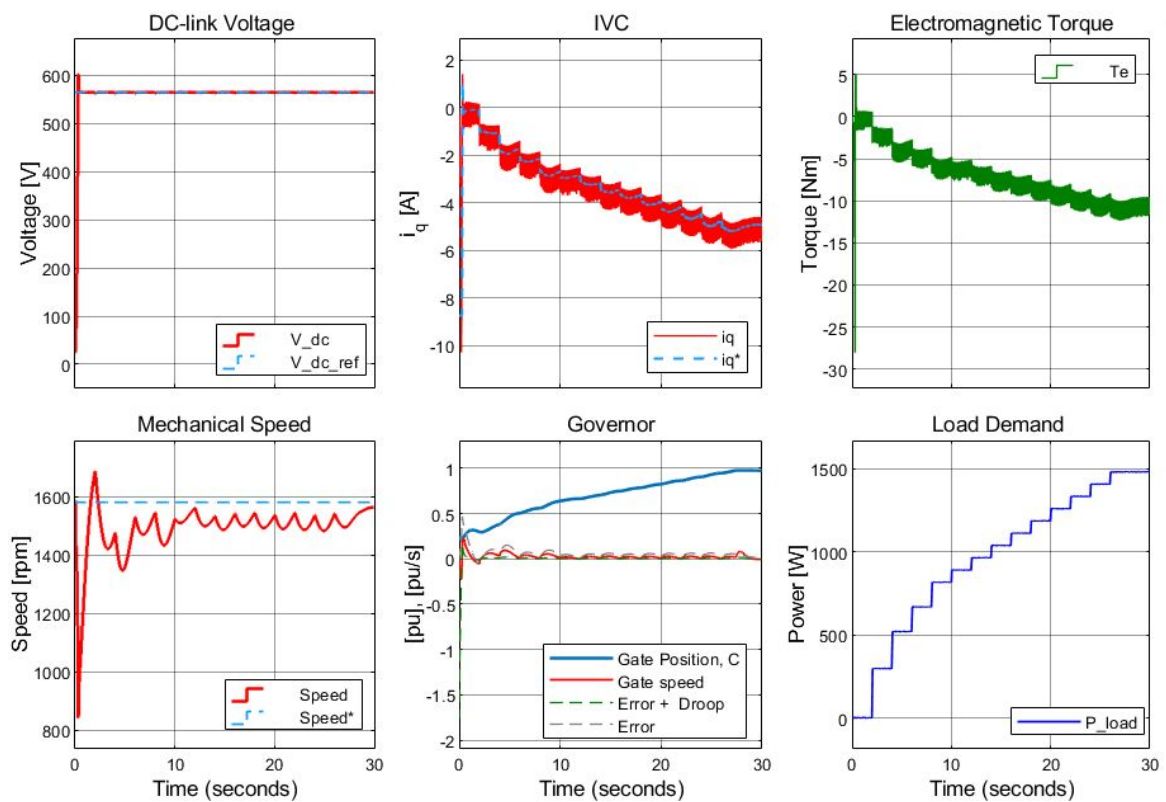 DC-link Voltage
600
500
400
300
200
100
0
Voltage [V]
V_dc
V_dc_ref
IVC
2
0
-2
-4
-6
-8
-10
i_q [A]
iq
iq*
Electromagnetic Torque
5
0
-5
-10
-15
-20
-25
-30
Torque [Nm]
Te
Mechanical Speed
1600
1400
1200
1000
800
Speed [rpm]
Speed
Speed*
0 10 20 30
Time (seconds)
Governor
1
0.5
0
-0.5
-1
-1.5
-2
[pu], [pu/s]
Gate Position, C
Gate speed
Error + Droop
Error
0 10 20 30
Time (seconds)
Load Demand
1500
1000
500
0
Power [W]
P_load
0 10 20 30
Time (seconds)